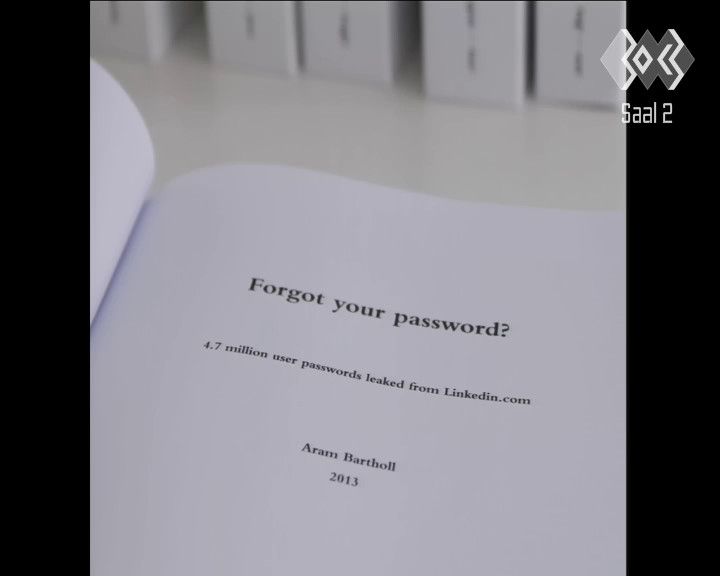 Saal 2
Forgot your password?
4.7 million user passwords leaked from Linkedin.com
Aram Bartholl
2013